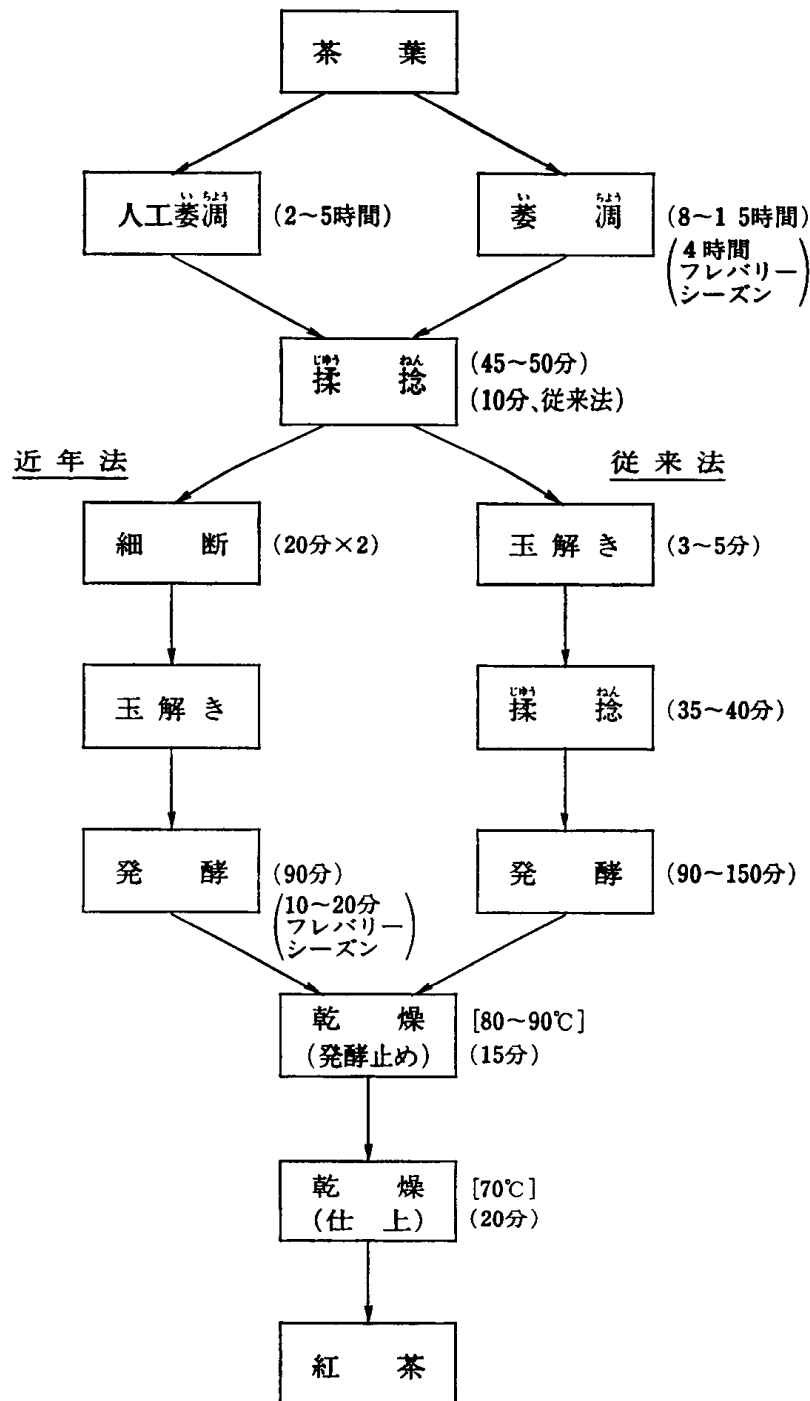 茶 葉
人工萎凋
いちよう
(2~5時間)
萎 凋
い ちよう
(8~1 5時間)
(4時間
フレバリー
シーズン)
揉 捻
じゆう ねん
(45~50分)
(10分、従来法)
近年法
従来法
細 断
(20分×2)
玉解き
(3~5分)
玉解き
揉 捻
じゆう ねん
(35~40分)
発 酵
(90分)
(10~20分
フレバリー
シーズン)
発 酵
(90~150分)
乾 燥
(発酵止め)
[80~90℃]
(15分)
乾 燥
(仕 上)
[70℃]
(20分)
紅 茶